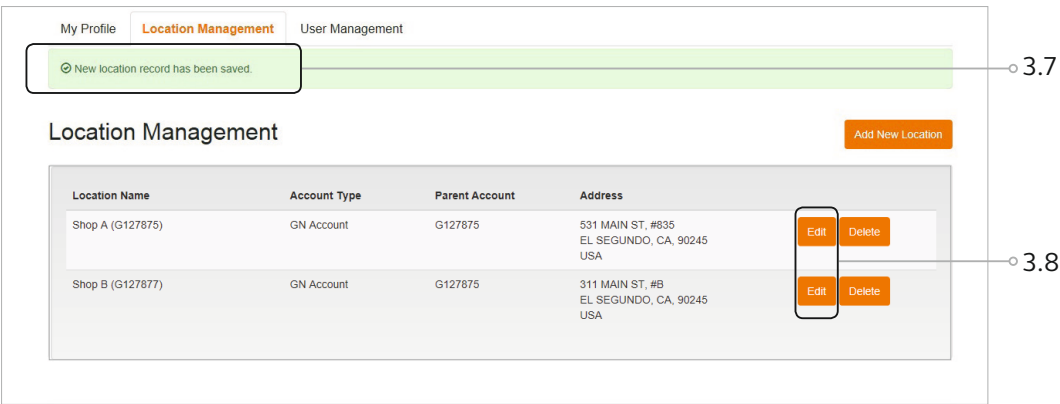 My Profile Location Management User Management
New location record has been saved.
3.7
Location Management
Add New Location
Location Name Account Type Parent Account Address
Shop A (G127875) GN Account G127875 531 MAIN ST, #835 Edit Delete
EL SEGUNDO, CA, 90245
USA
3.8
Shop B (G127877) GN Account G127875 311 MAIN ST, #B Edit Delete
EL SEGUNDO, CA, 90245
USA